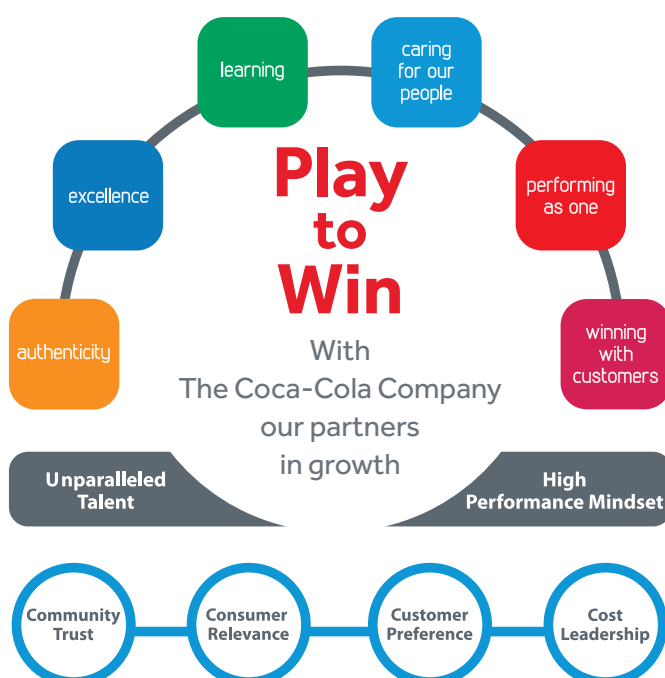 learning
caring
for our
people
excellence
performing
as one
authenticity
winning
with
customers
Play
to
Win
With
The Coca-Cola Company
our partners
in growth
Unparalleled
Talent
High
Performance Mindset
Community
Trust
Consumer
Relevance
Customer
Preference
Cost
Leadership